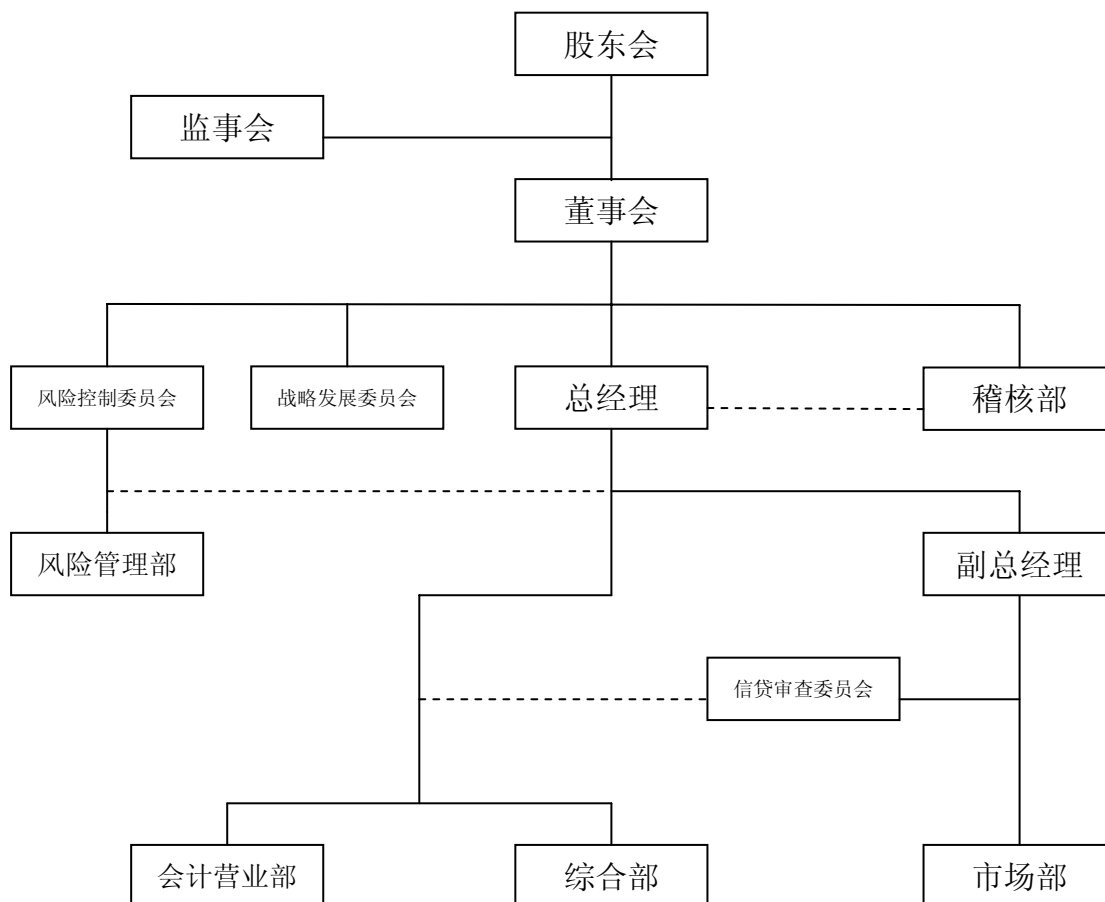 股东会
监事会
董事会
风险控制委员会
战略发展委员会
总经理
稽核部
风险管理部
副总经理
信贷审查委员会
会计营业部
综合部
市场部